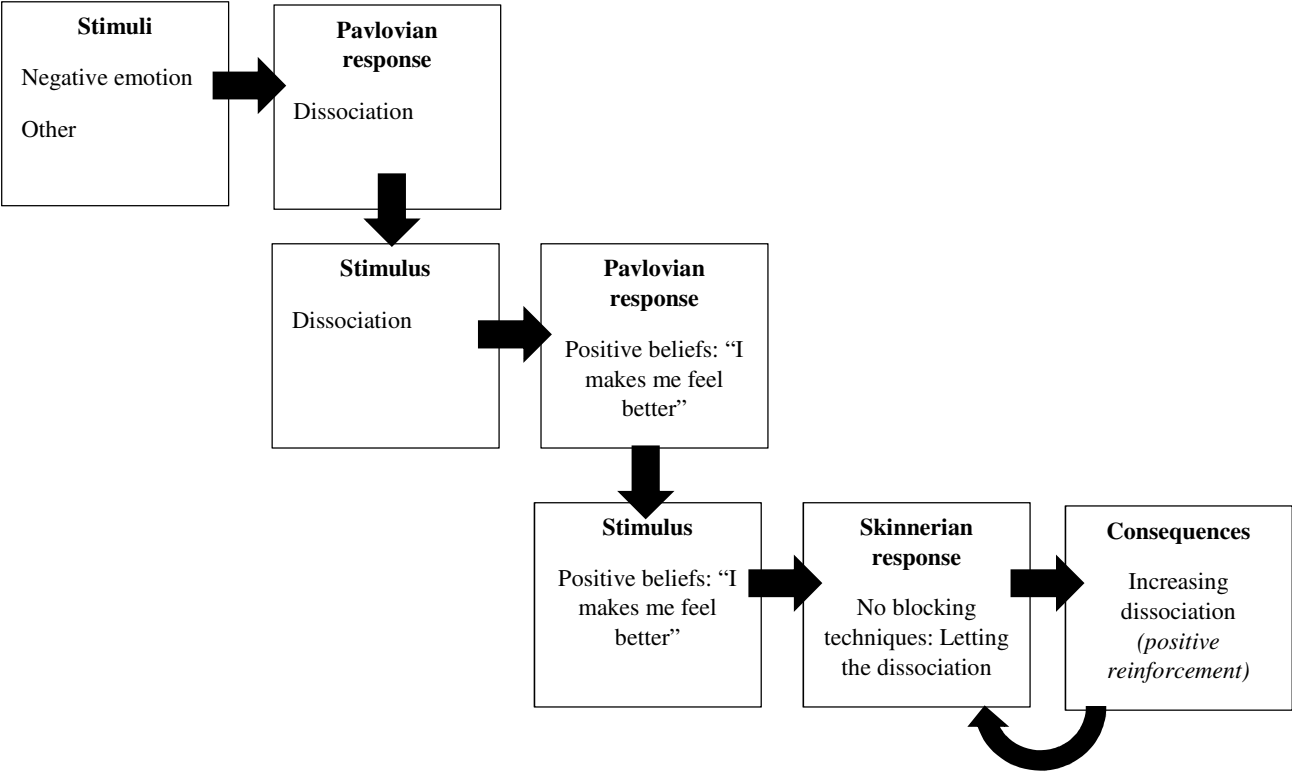 Stimuli
Negative emotion
Other
Pavlovian
response
Dissociation
Stimulus
Dissociation
Pavlovian
response
Positive beliefs: “I
makes me feel
better”
Stimulus
Positive beliefs: “I
makes me feel
better”
Skinnerian
response
No blocking
techniques: Letting
the dissociation
Consequences
Increasing
dissociation
(positive
reinforcement)